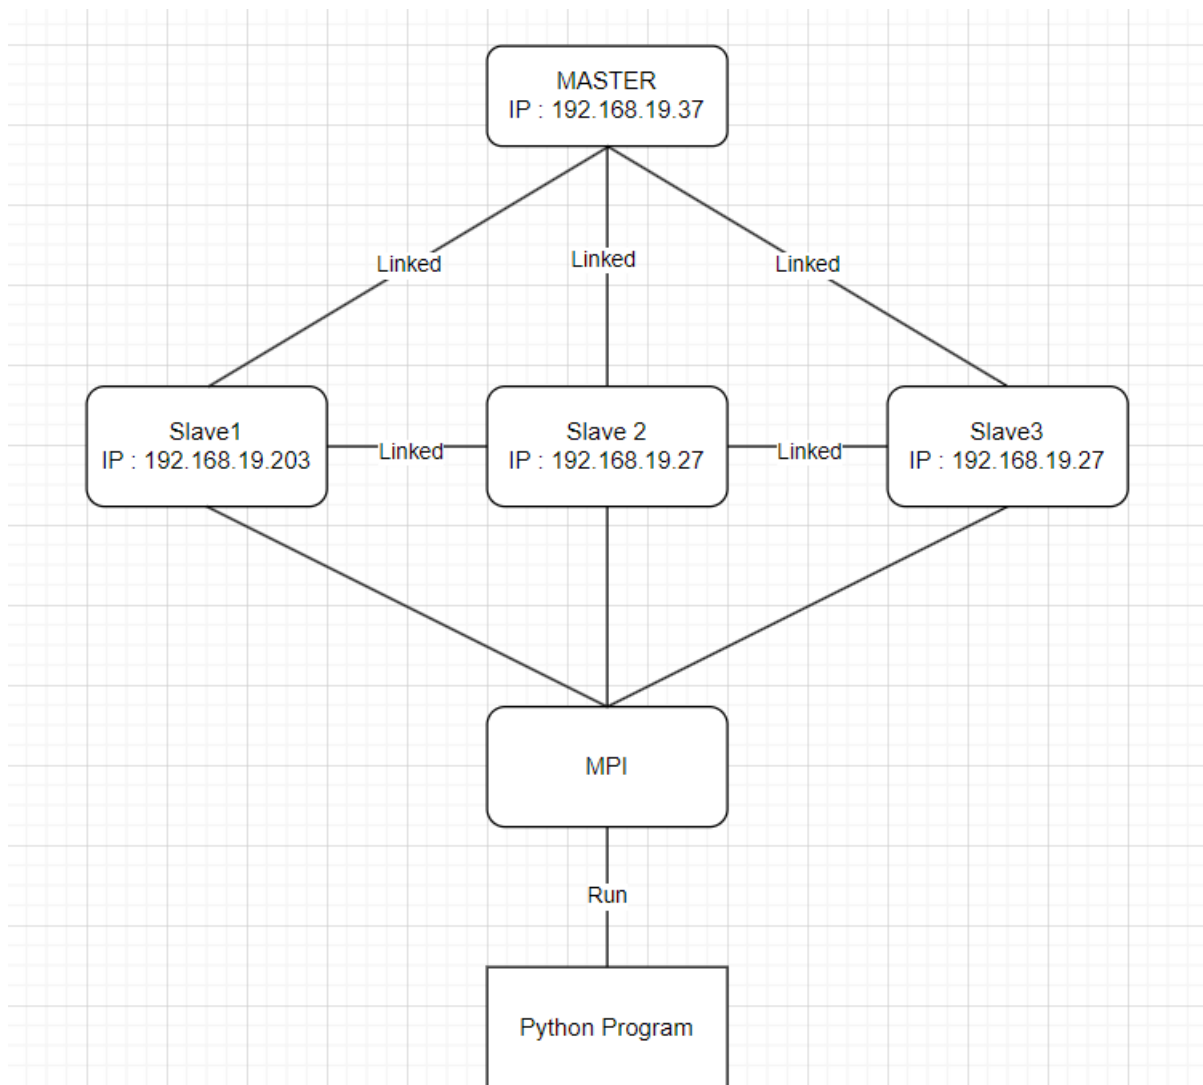 MASTER
IP : 192.168.19.37
Linked
Linked
Linked
Slave1
IP : 192.168.19.203
Linked
Slave 2
IP : 192.168.19.27
Linked
Slave3
IP : 192.168.19.27
MPI
Run
Python Program